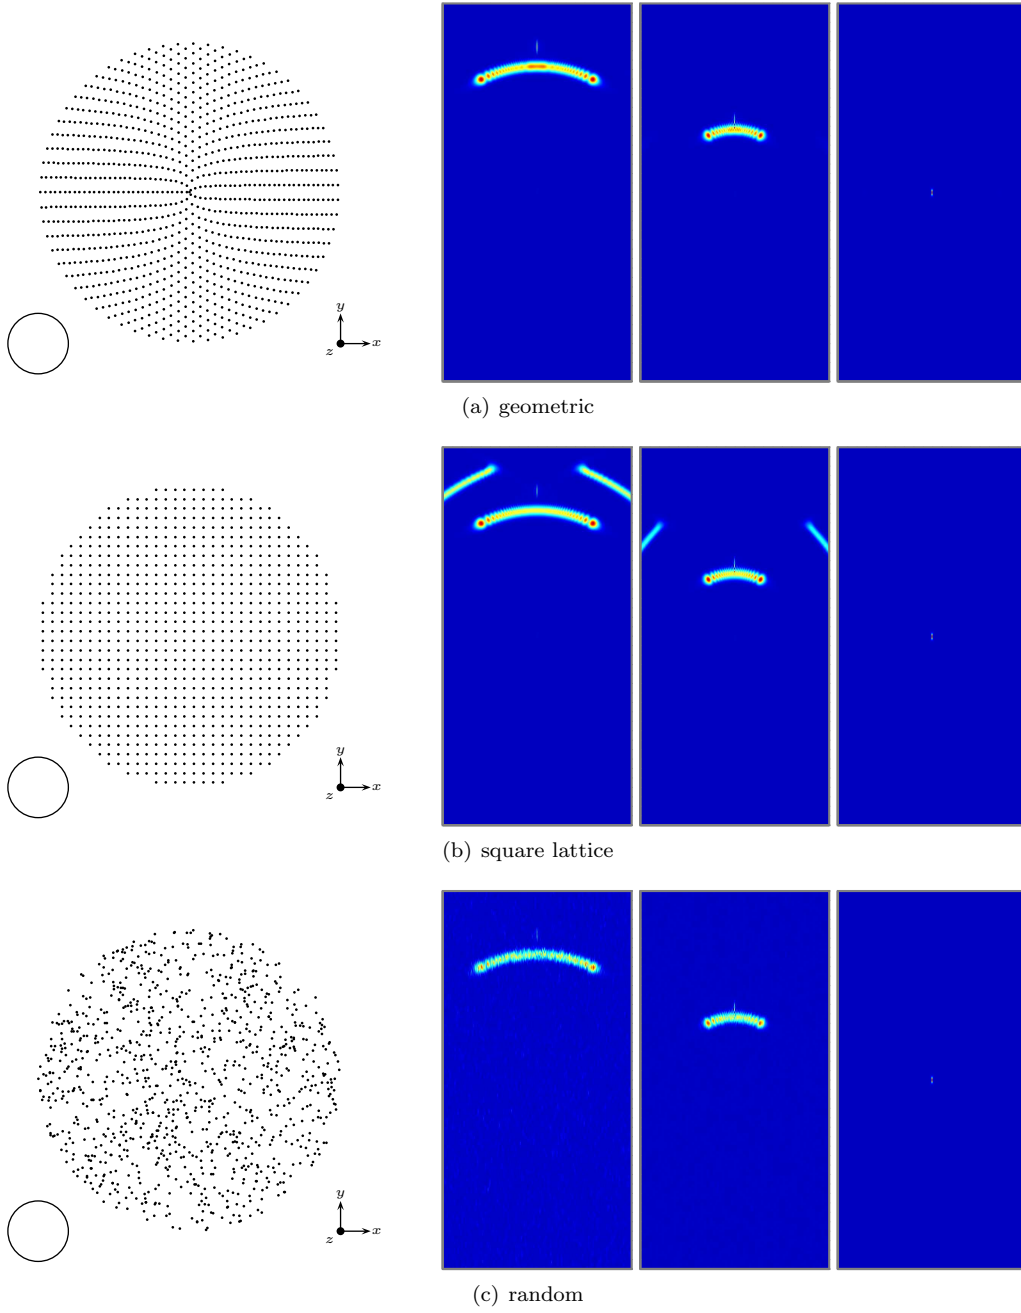 y
z
x
(a) geometric
y
z
x
(b) square lattice
y
z
x
(c) random